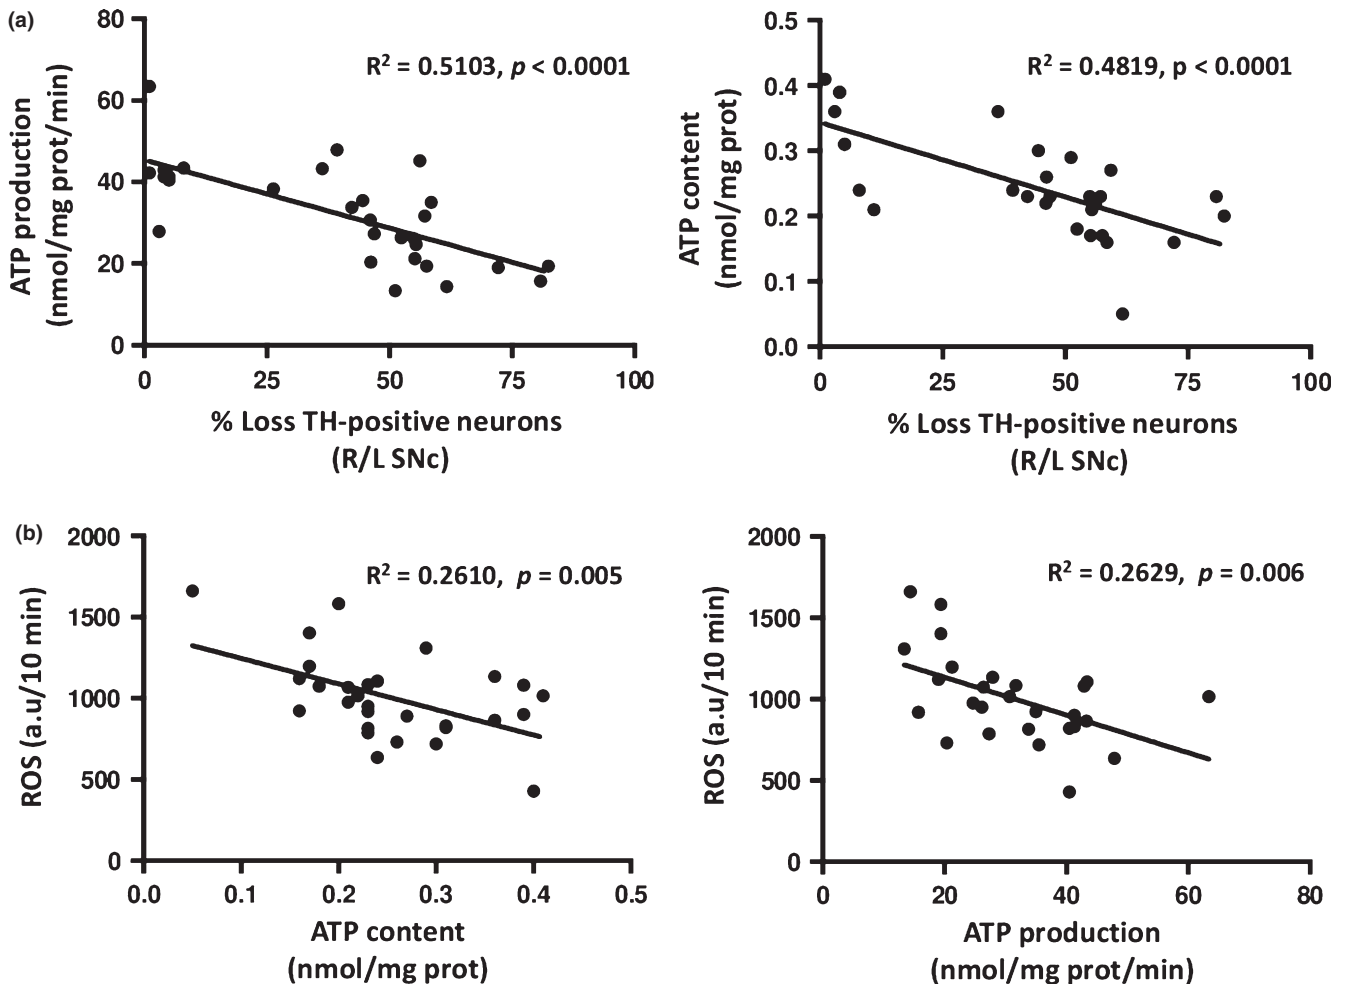 (a)
80
60
40
20
0
ATP production
(nmol/mg prot/min)
R² = 0.5103, p < 0.0001
0 25 50 75 100
% Loss TH-positive neurons
(R/L SNc)
0.5
0.4
0.3
0.2
0.1
0.0
ATP content
(nmol/mg prot)
R² = 0.4819, p < 0.0001
0 25 50 75 100
% Loss TH-positive neurons
(R/L SNc)
(b)
2000
1500
1000
500
0
ROS (a.u/10 min)
R² = 0.2610, p = 0.005
0.0 0.1 0.2 0.3 0.4 0.5
ATP content
(nmol/mg prot)
2000
1500
1000
500
0
ROS (a.u/10 min)
R² = 0.2629, p = 0.006
0 20 40 60 80
ATP production
(nmol/mg prot/min)